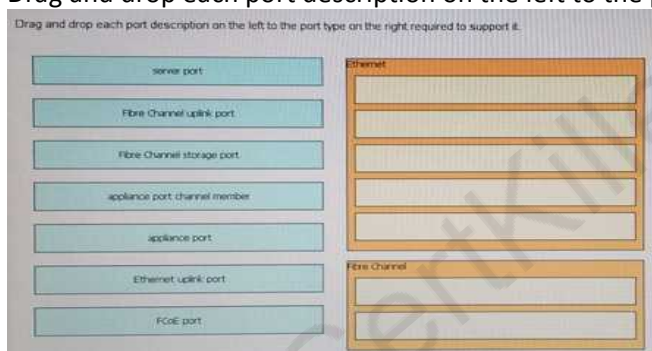 Drag and drop each port description on the left to the port type on the right required to support it.
server port
Fibre Channel uplink port
Fibre Channel storage port
appliance port channel member
appliance port
Ethernet uplink port
FCoE port
Ethernet
Fibre Channel